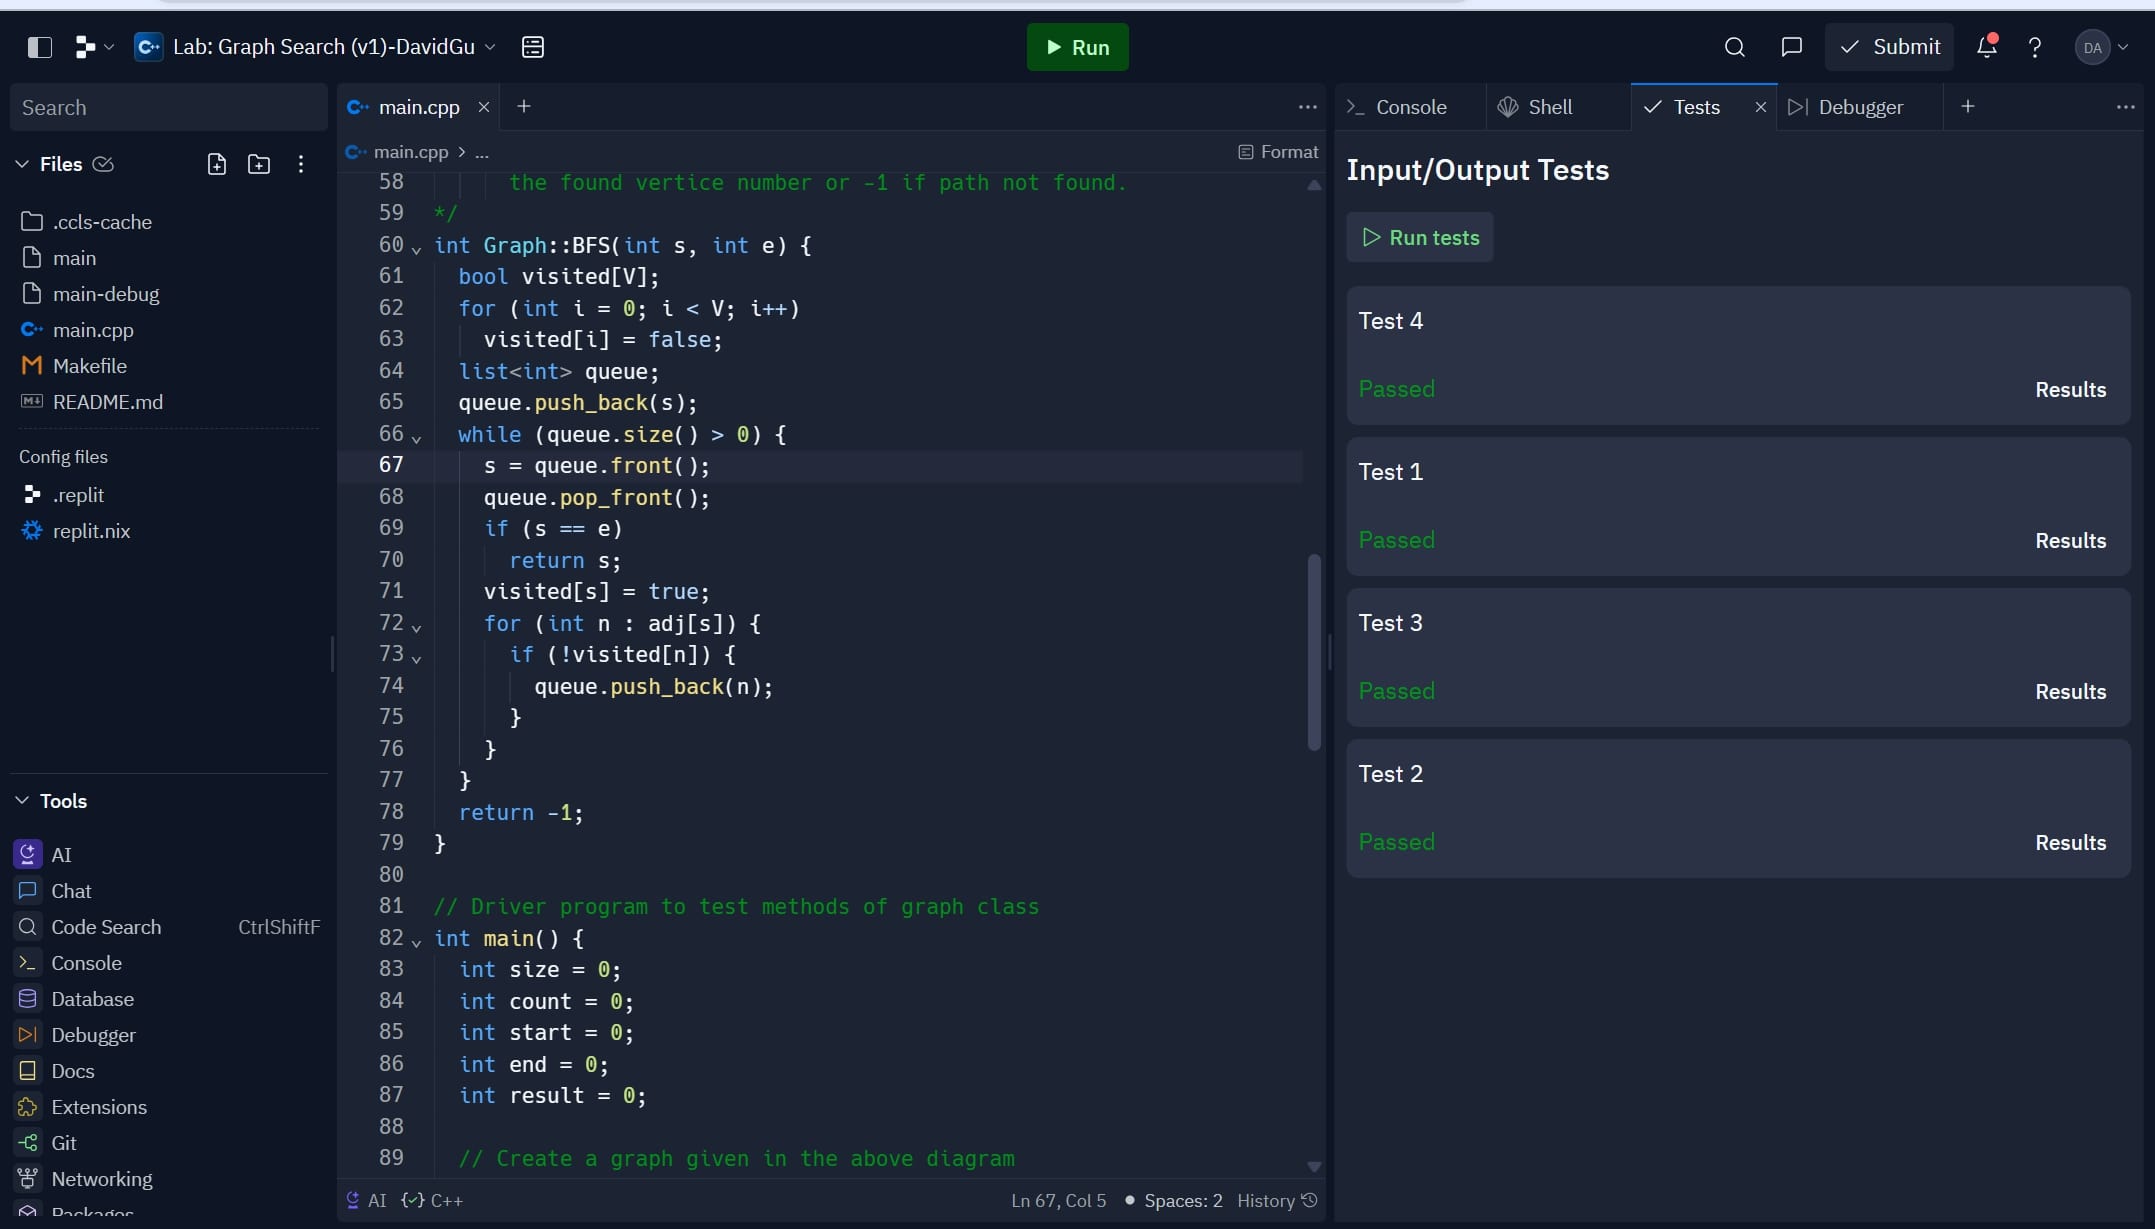 Lab: Graph Search (v1)-DavidGu
Run
Submit
DA
Search
Files
.ccls-cache
main
main-debug
main.cpp
Makefile
README.md
Config files
.replit
replit.nix
Tools
AI
Chat
Code Search CtrlShiftF
Console
Database
Debugger
Docs
Extensions
Git
Networking
Packages
main.cpp
main.cpp > ...
Format
58 the found vertice number or -1 if path not found.
59 */
60 int Graph::BFS(int s, int e) {
61 bool visited[V];
62 for (int i = 0; i < V; i++)
63 visited[i] = false;
64 list<int> queue;
65 queue.push_back(s);
66 while (queue.size() > 0) {
67 s = queue.front();
68 queue.pop_front();
69 if (s == e)
70 return s;
71 visited[s] = true;
72 for (int n : adj[s]) {
73 if (!visited[n]) {
74 queue.push_back(n);
75 }
76 }
77 }
78 return -1;
79 }
80
81 // Driver program to test methods of graph class
82 int main() {
83 int size = 0;
84 int count = 0;
85 int start = 0;
86 int end = 0;
87 int result = 0;
88
89 // Create a graph given in the above diagram
AI {✓} C++
Ln 67, Col 5 • Spaces: 2 History
Console
Shell
Tests
Debugger
Input/Output Tests
Run tests
Test 4
Passed Results
Test 1
Passed Results
Test 3
Passed Results
Test 2
Passed Results